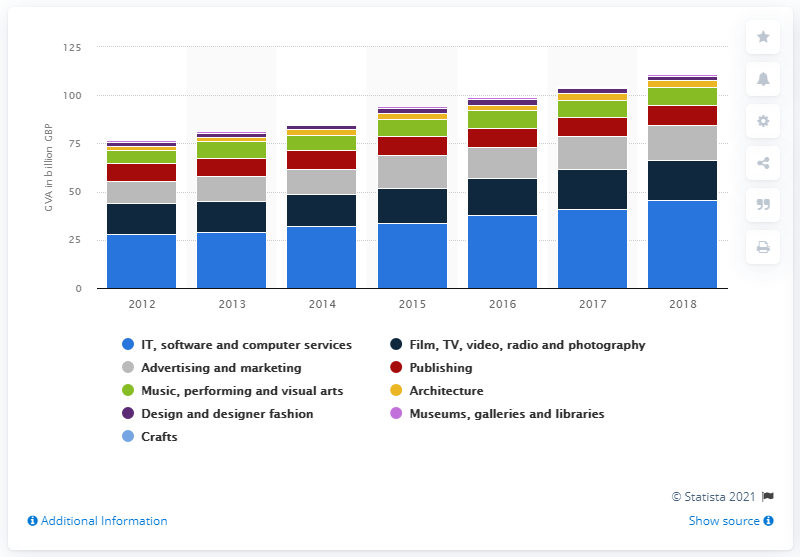 125
100
75
50
25
0
GVA in billion GBP
2012 2013 2014 2015 2016 2017 2018
IT, software and computer services Film, TV, video, radio and photography
Advertising and marketing Publishing
Music, performing and visual arts Architecture
Design and designer fashion Museums, galleries and libraries
Crafts
© Statista 2021
Additional Information Show source